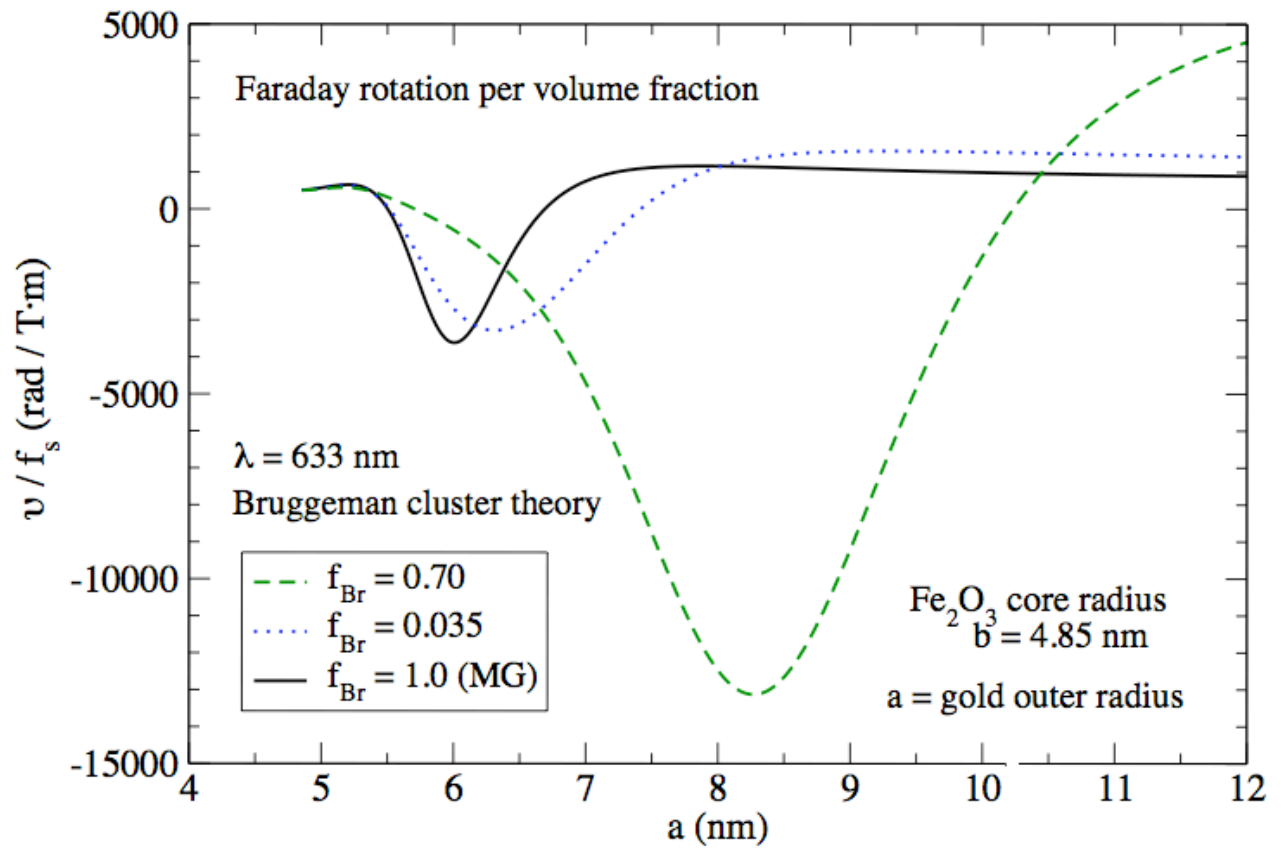 5000
0
-5000
-10000
-15000
υ / f_s (rad / T·m)
Faraday rotation per volume fraction
λ = 633 nm
Bruggeman cluster theory
f_Br = 0.70
f_Br = 0.035
f_Br = 1.0 (MG)
Fe_2O_3 core radius
b = 4.85 nm
a = gold outer radius
4 5 6 7 8 9 10 11 12
a (nm)